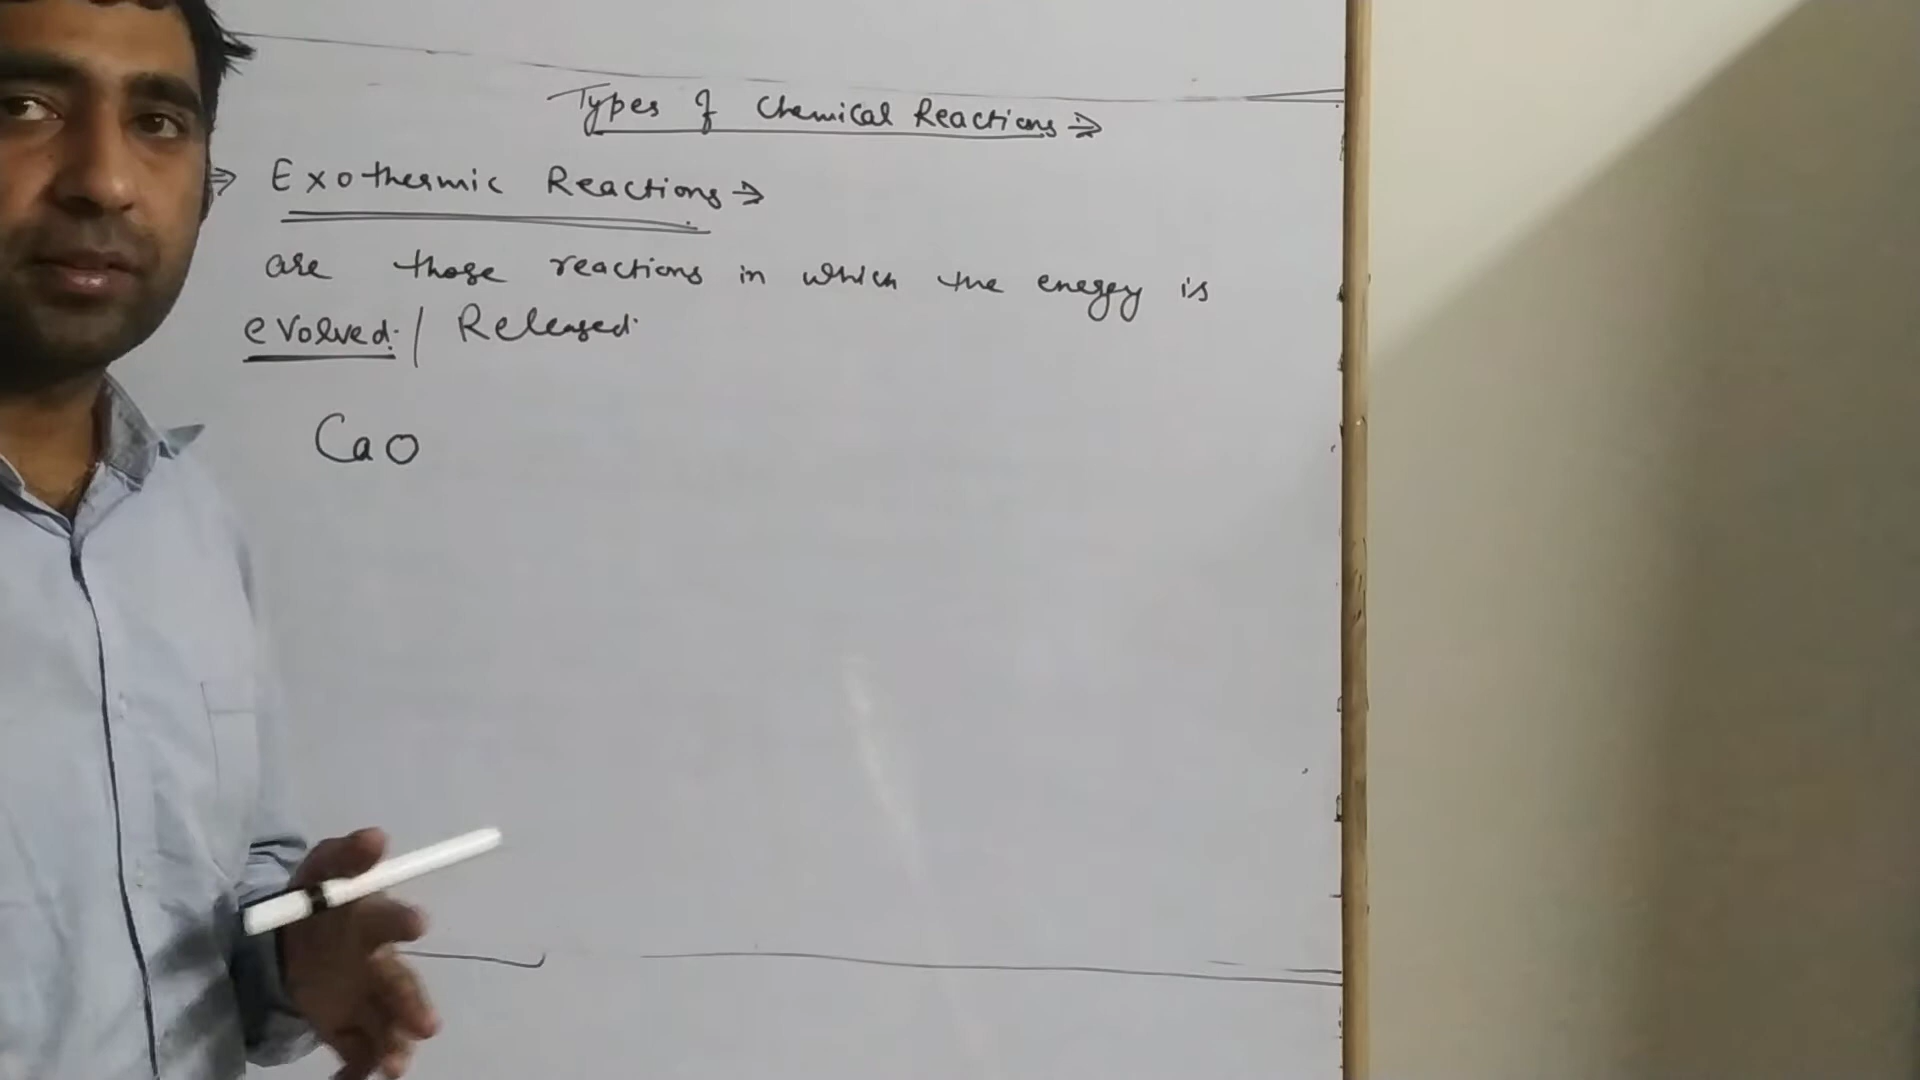 Types of Chemical Reactions ⇒
⇒ Exothermic Reactions ⇒
are those reactions in which the energy is
evolved. / Released.
CaO